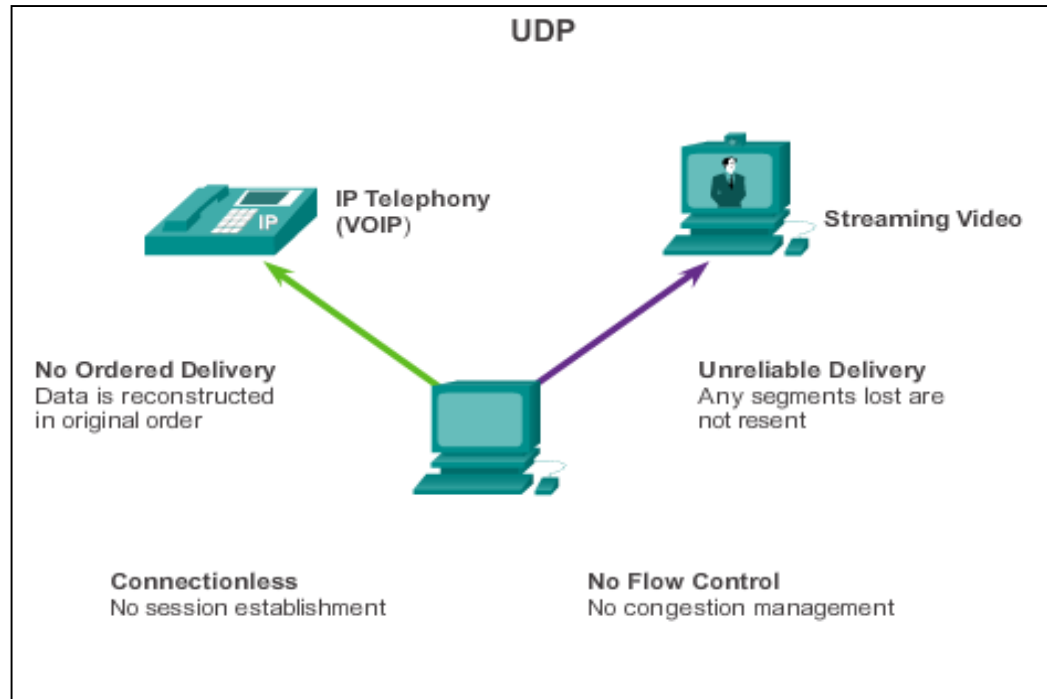 UDP
IP Telephony
(VOIP)
IP
Streaming Video
No Ordered Delivery
Data is reconstructed
in original order
Unreliable Delivery
Any segments lost are
not resent
Connectionless
No session establishment
No Flow Control
No congestion management